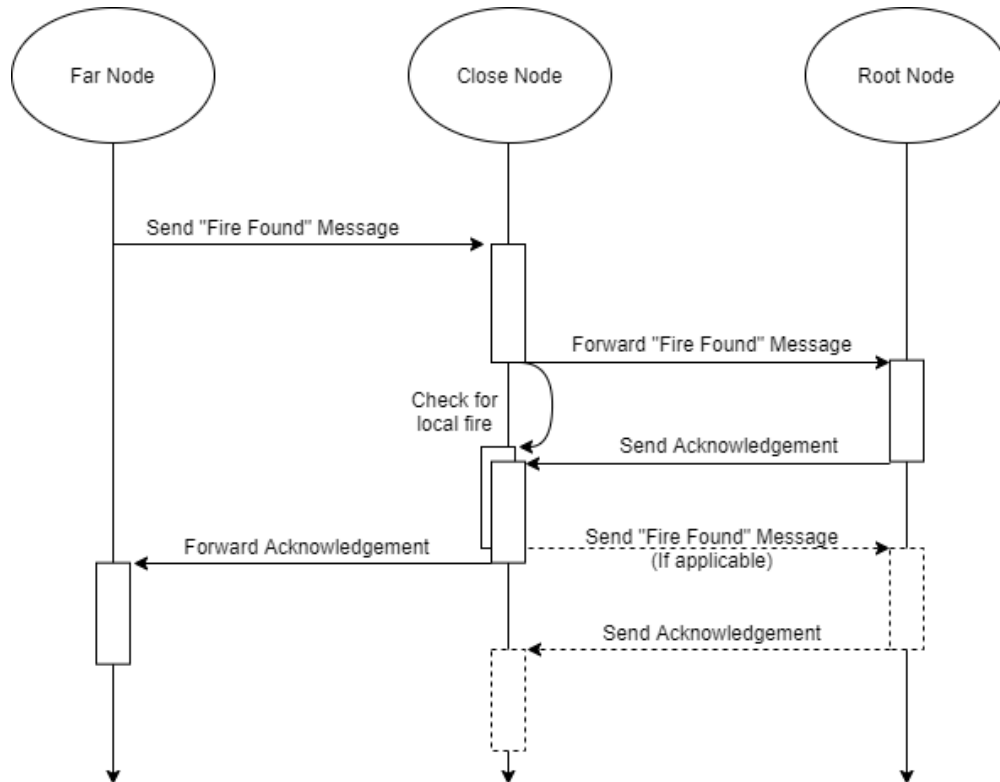 Far Node
Close Node
Root Node
Send "Fire Found" Message
Forward "Fire Found" Message
Check for
local fire
Send Acknowledgement
Send "Fire Found" Message
(If applicable)
Forward Acknowledgement
Send Acknowledgement